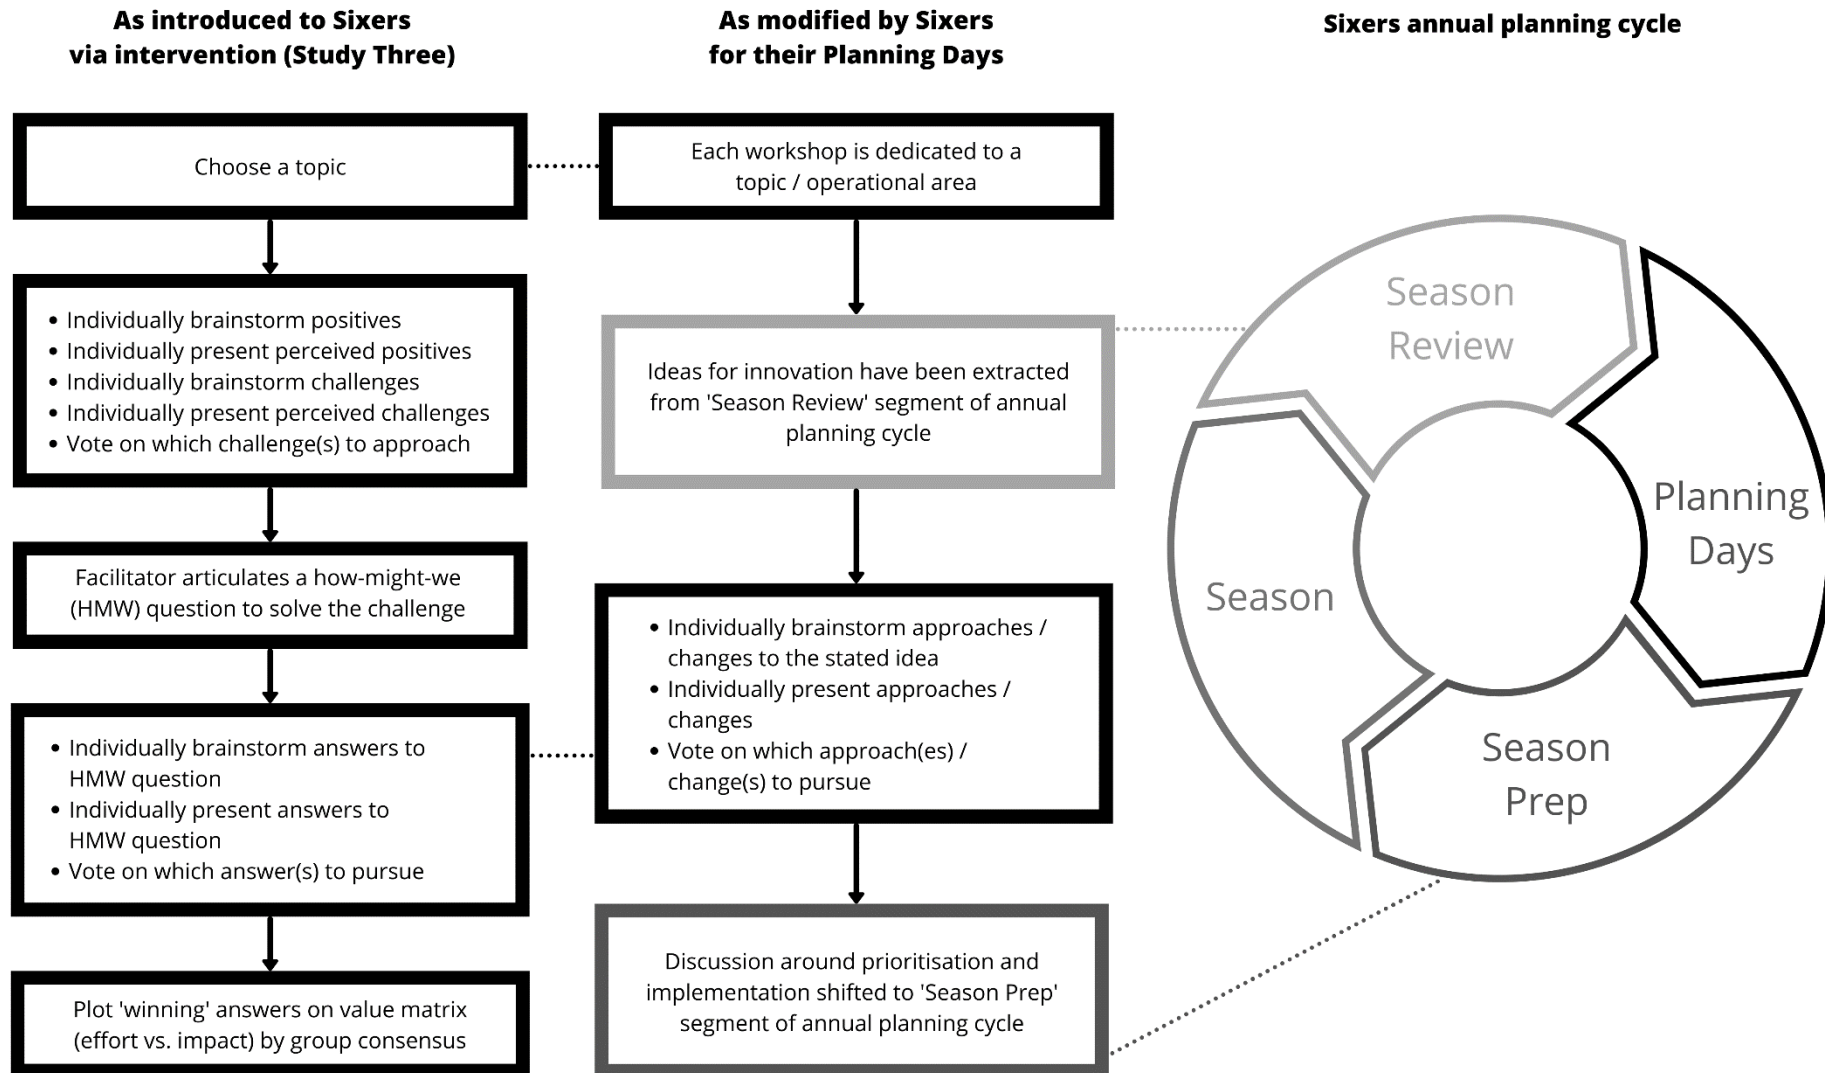 As introduced to Sixers
via intervention (Study Three)
Choose a topic
• Individually brainstorm positives
• Individually present perceived positives
• Individually brainstorm challenges
• Individually present perceived challenges
• Vote on which challenge(s) to approach
Facilitator articulates a how-might-we
(HMW) question to solve the challenge
• Individually brainstorm answers to
HMW question
• Individually present answers to
HMW question
• Vote on which answer(s) to pursue
Plot 'winning' answers on value matrix
(effort vs. impact) by group consensus
As modified by Sixers
for their Planning Days
Each workshop is dedicated to a
topic / operational area
Ideas for innovation have been extracted
from 'Season Review' segment of annual
planning cycle
• Individually brainstorm approaches /
changes to the stated idea
• Individually present approaches /
changes
• Vote on which approach(es) /
change(s) to pursue
Discussion around prioritisation and
implementation shifted to 'Season Prep'
segment of annual planning cycle
Sixers annual planning cycle
Season
Review
Planning
Days
Season
Prep
Season